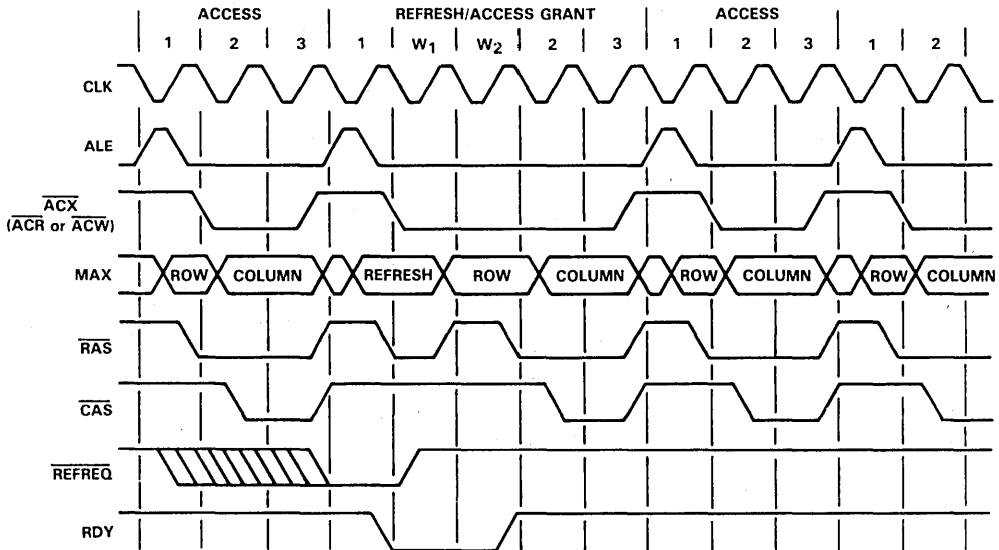 ACCESS REFRESH/ACCESS GRANT ACCESS
1 2 3 1 W1 W2 2 3 1 2 3 1 2
CLK
ALE
ACX
(ACR or ACW)
MAX ROW COLUMN REFRESH ROW COLUMN ROW COLUMN ROW COLUMN
RAS
CAS
REFREQ
RDY